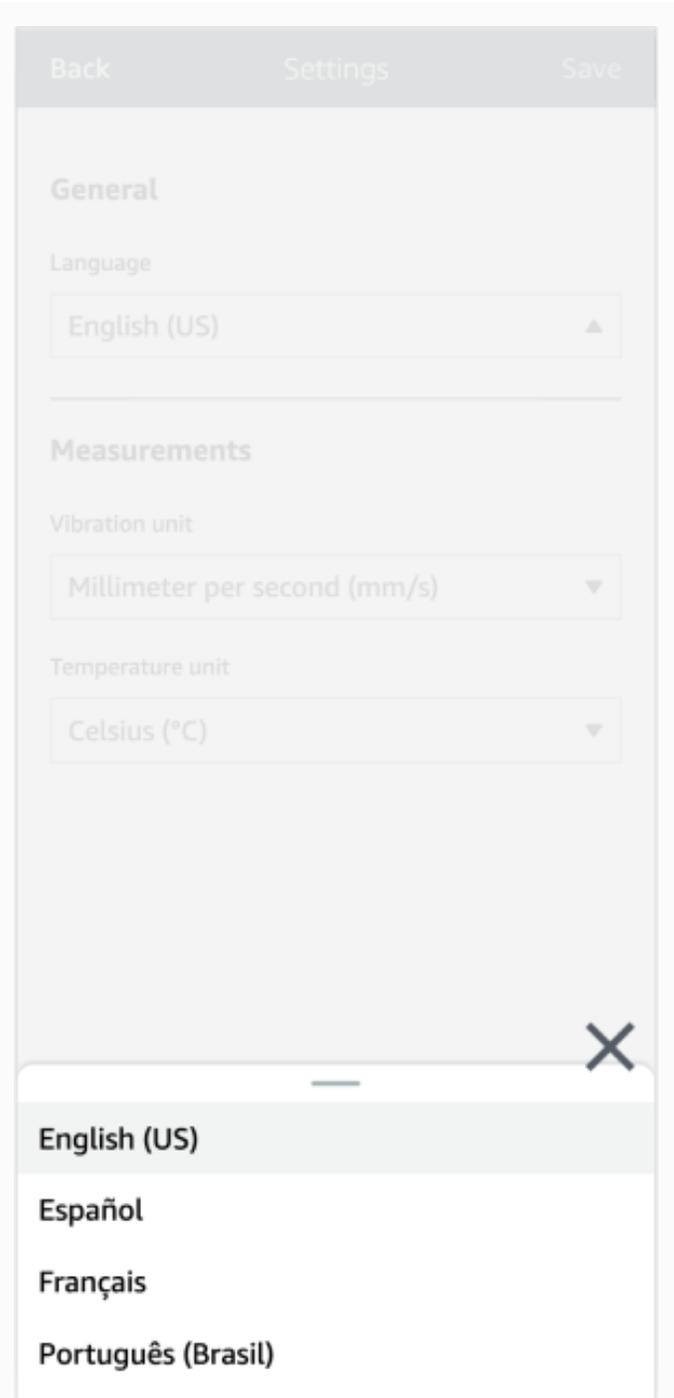 Back Settings Save
General
Language
English (US)
Measurements
Vibration unit
Millimeter per second (mm/s)
Temperature unit
Celsius (°C)
English (US)
Español
Français
Português (Brasil)